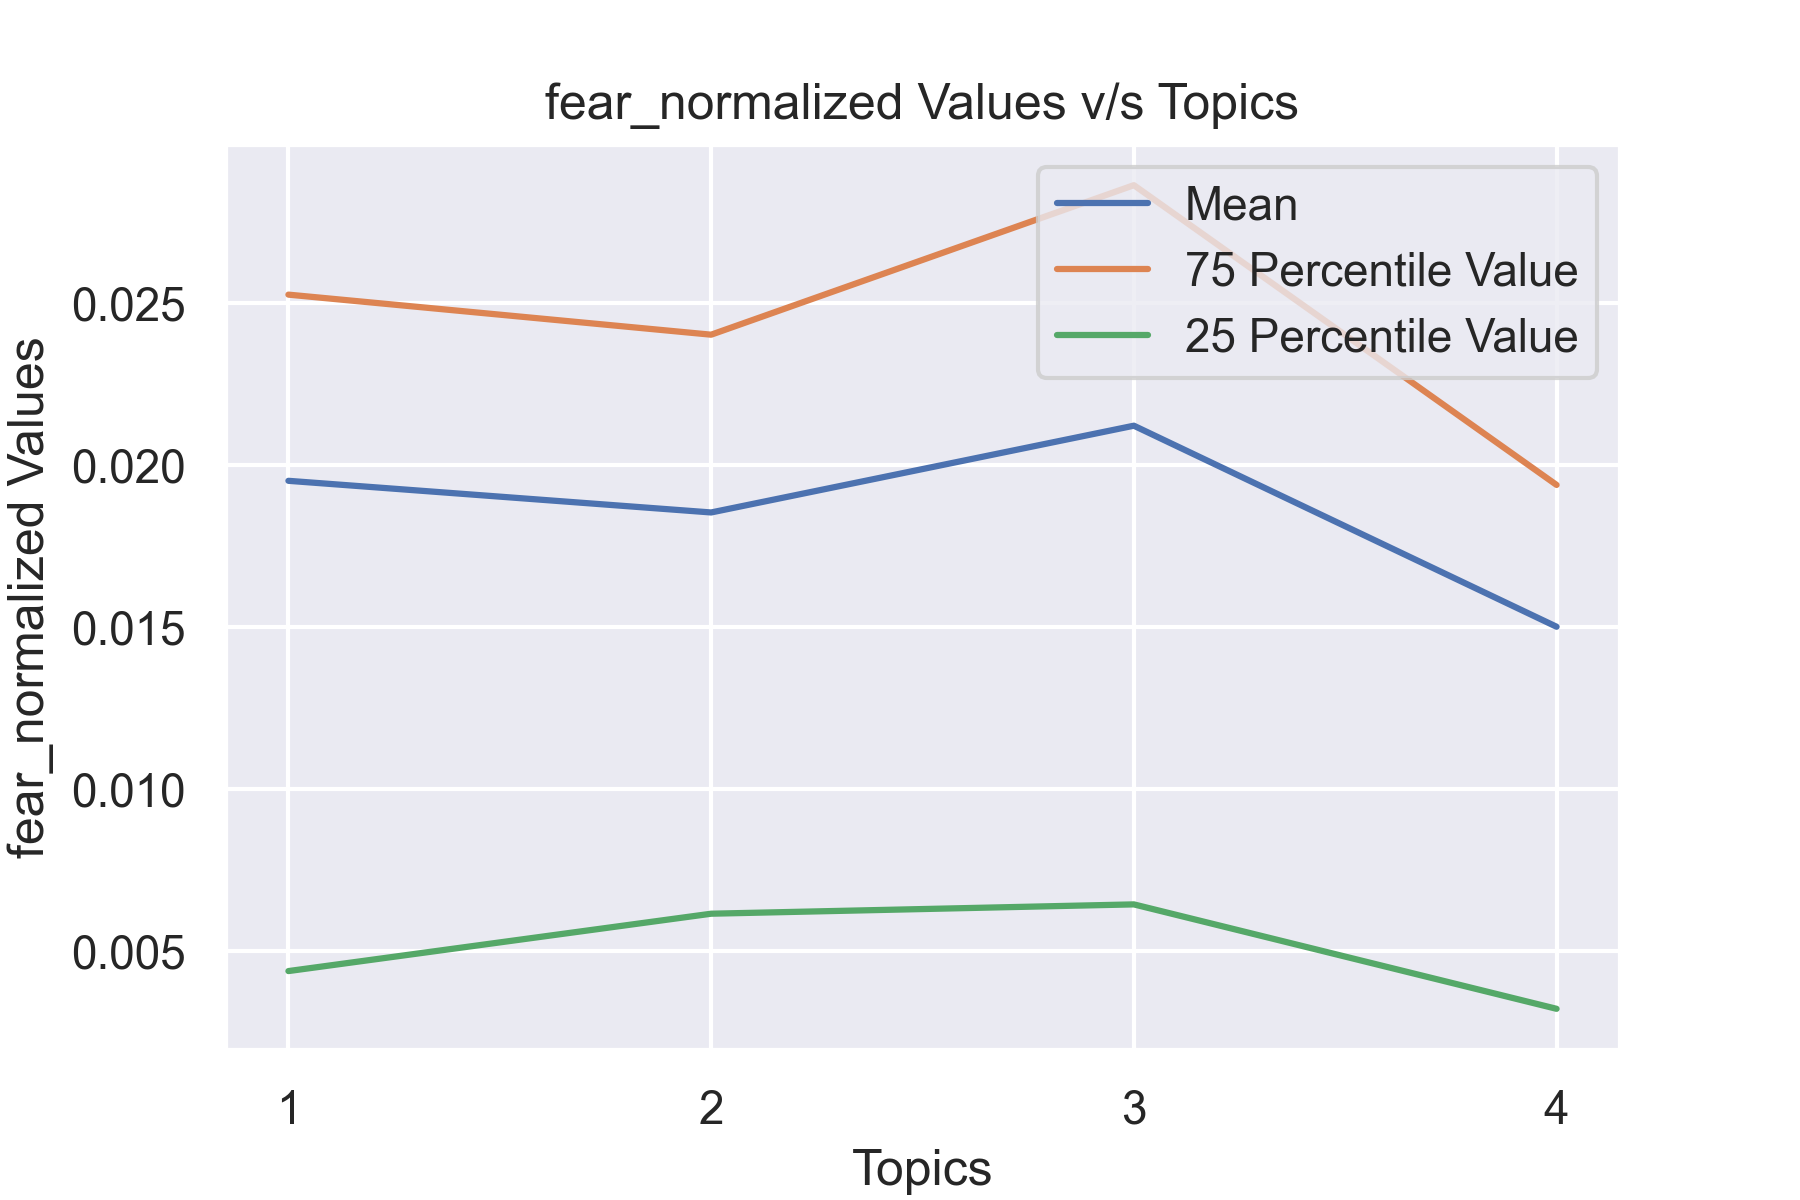 fear_normalized Values v/s Topics
Mean
75 Percentile Value
25 Percentile Value
fear_normalized Values
0.025
0.020
0.015
0.010
0.005
1 2 3 4
Topics